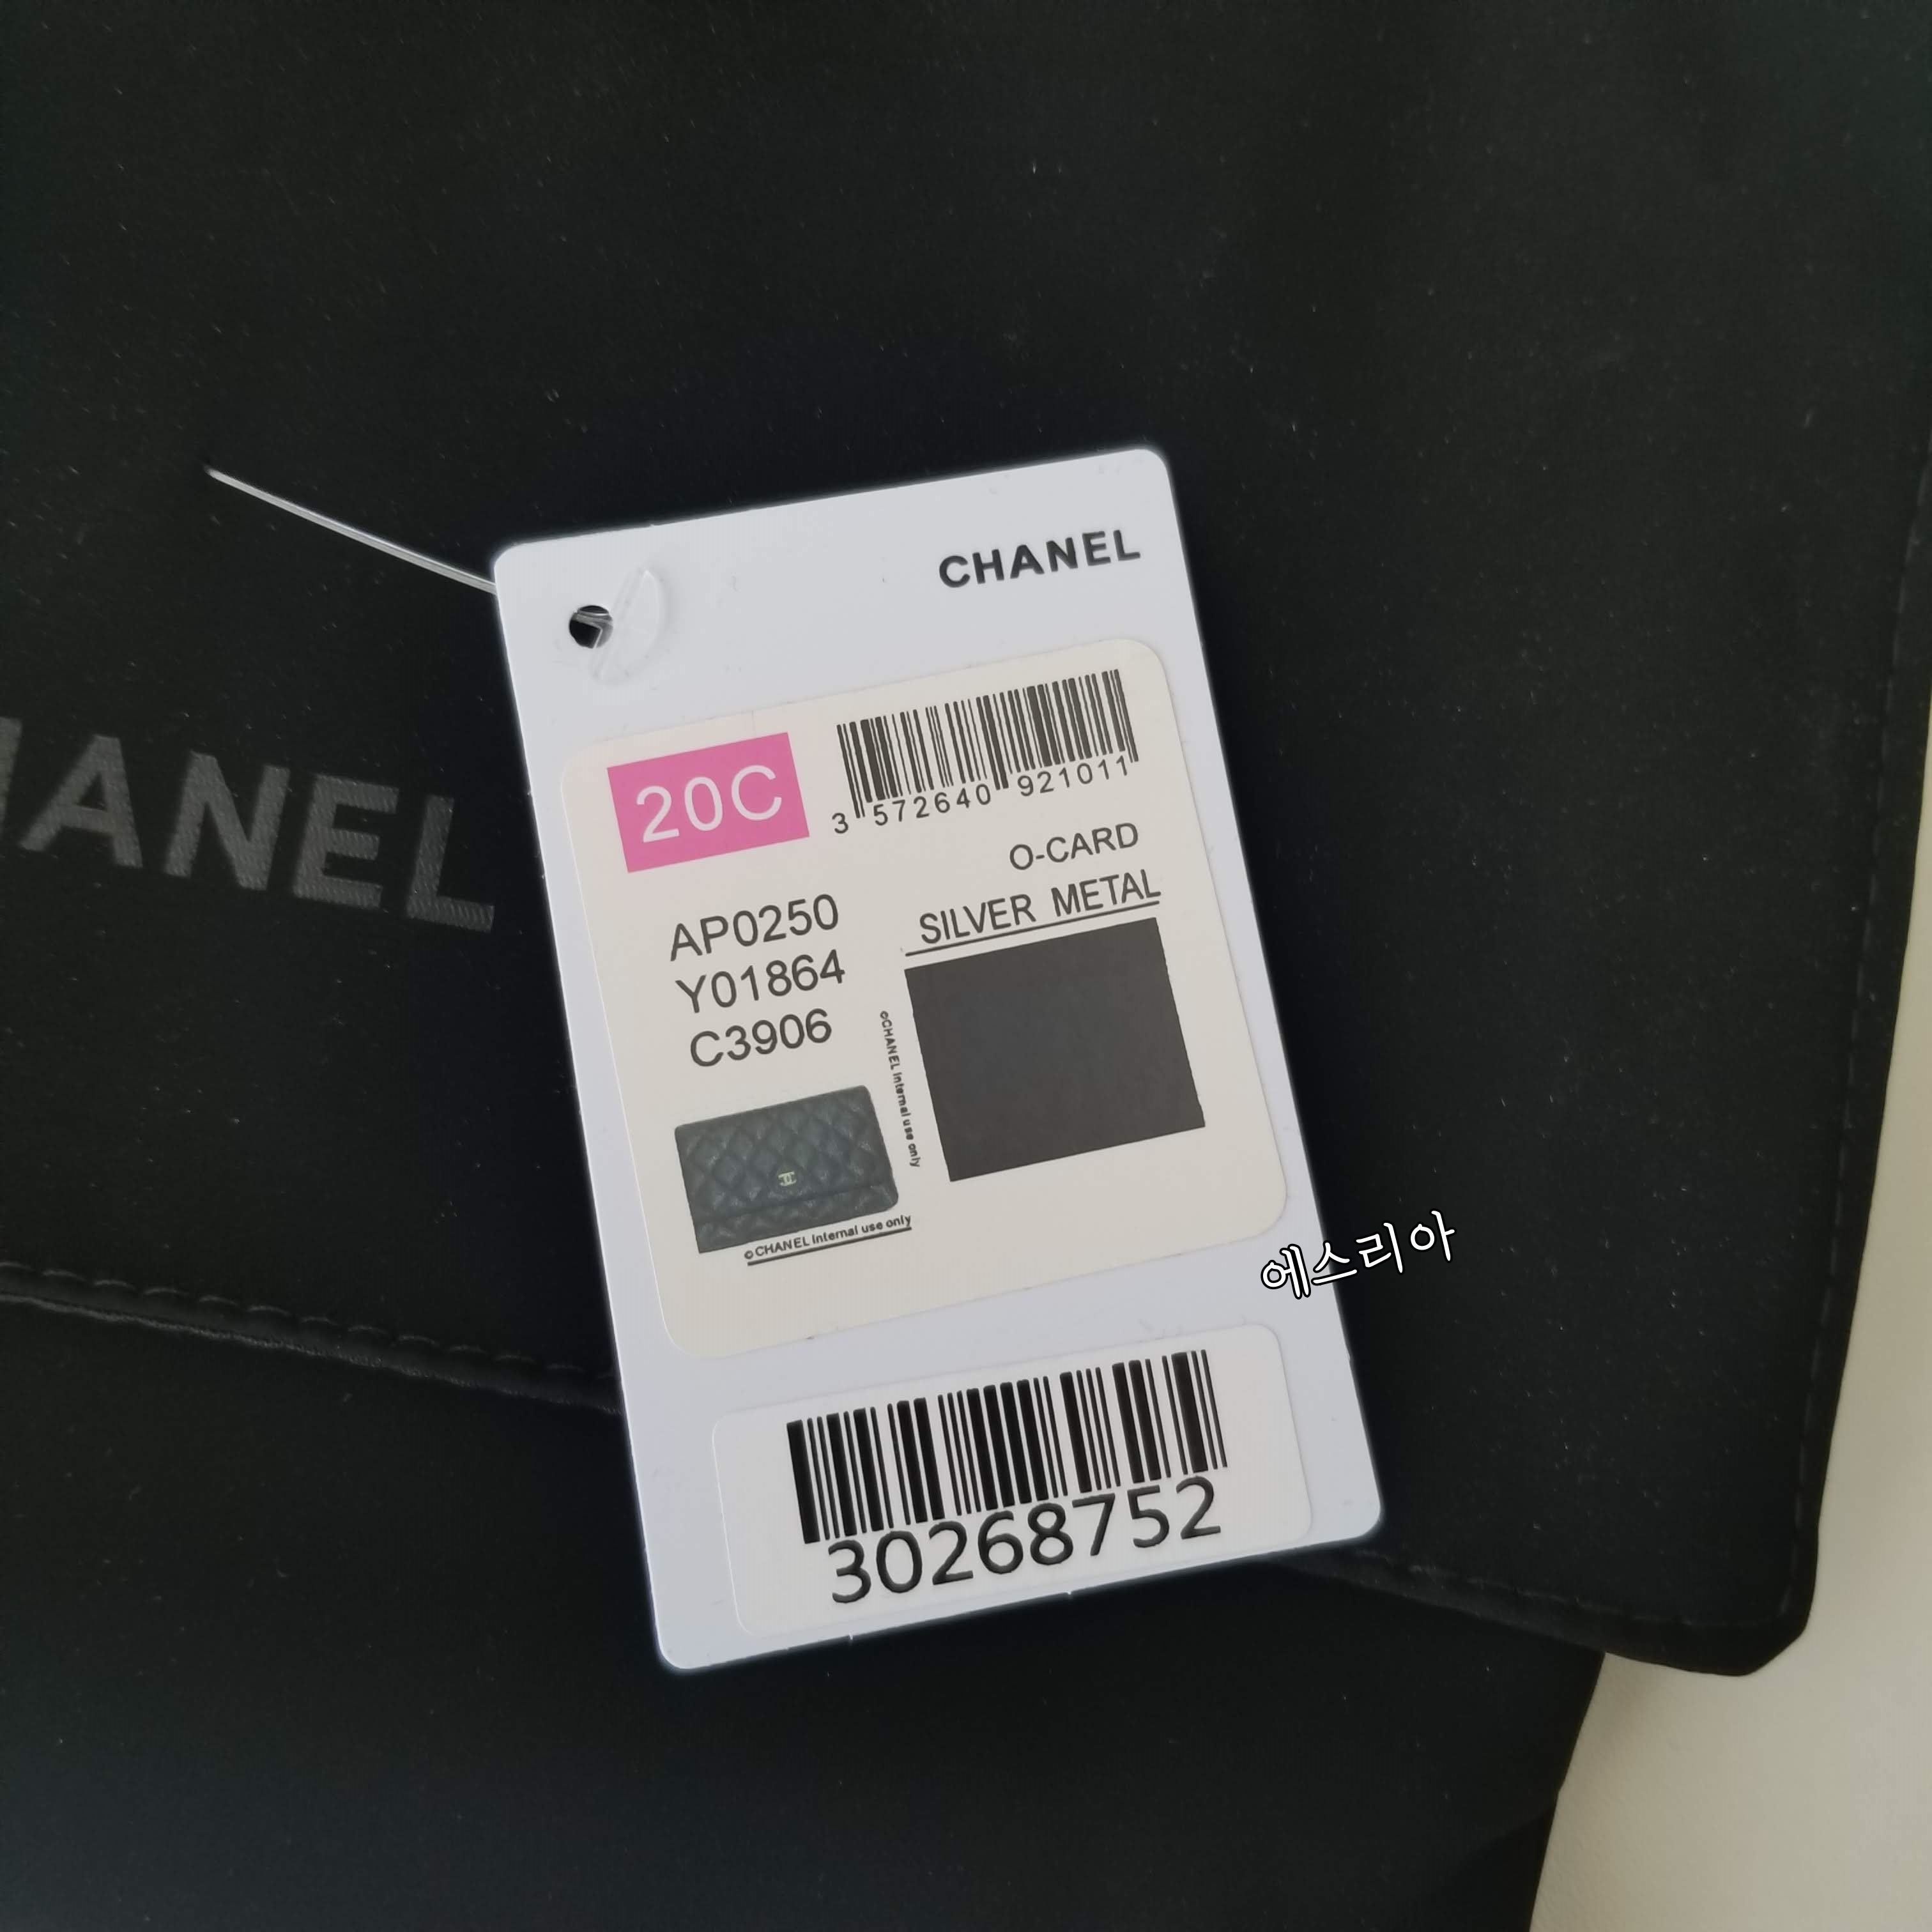 CHANEL
20C
3 572640 921011
O-CARD
SILVER METAL
AP0250
Y01864
C3906
©CHANEL Internal use only
©CHANEL Internal use only
에스리아
30268752
HANEL